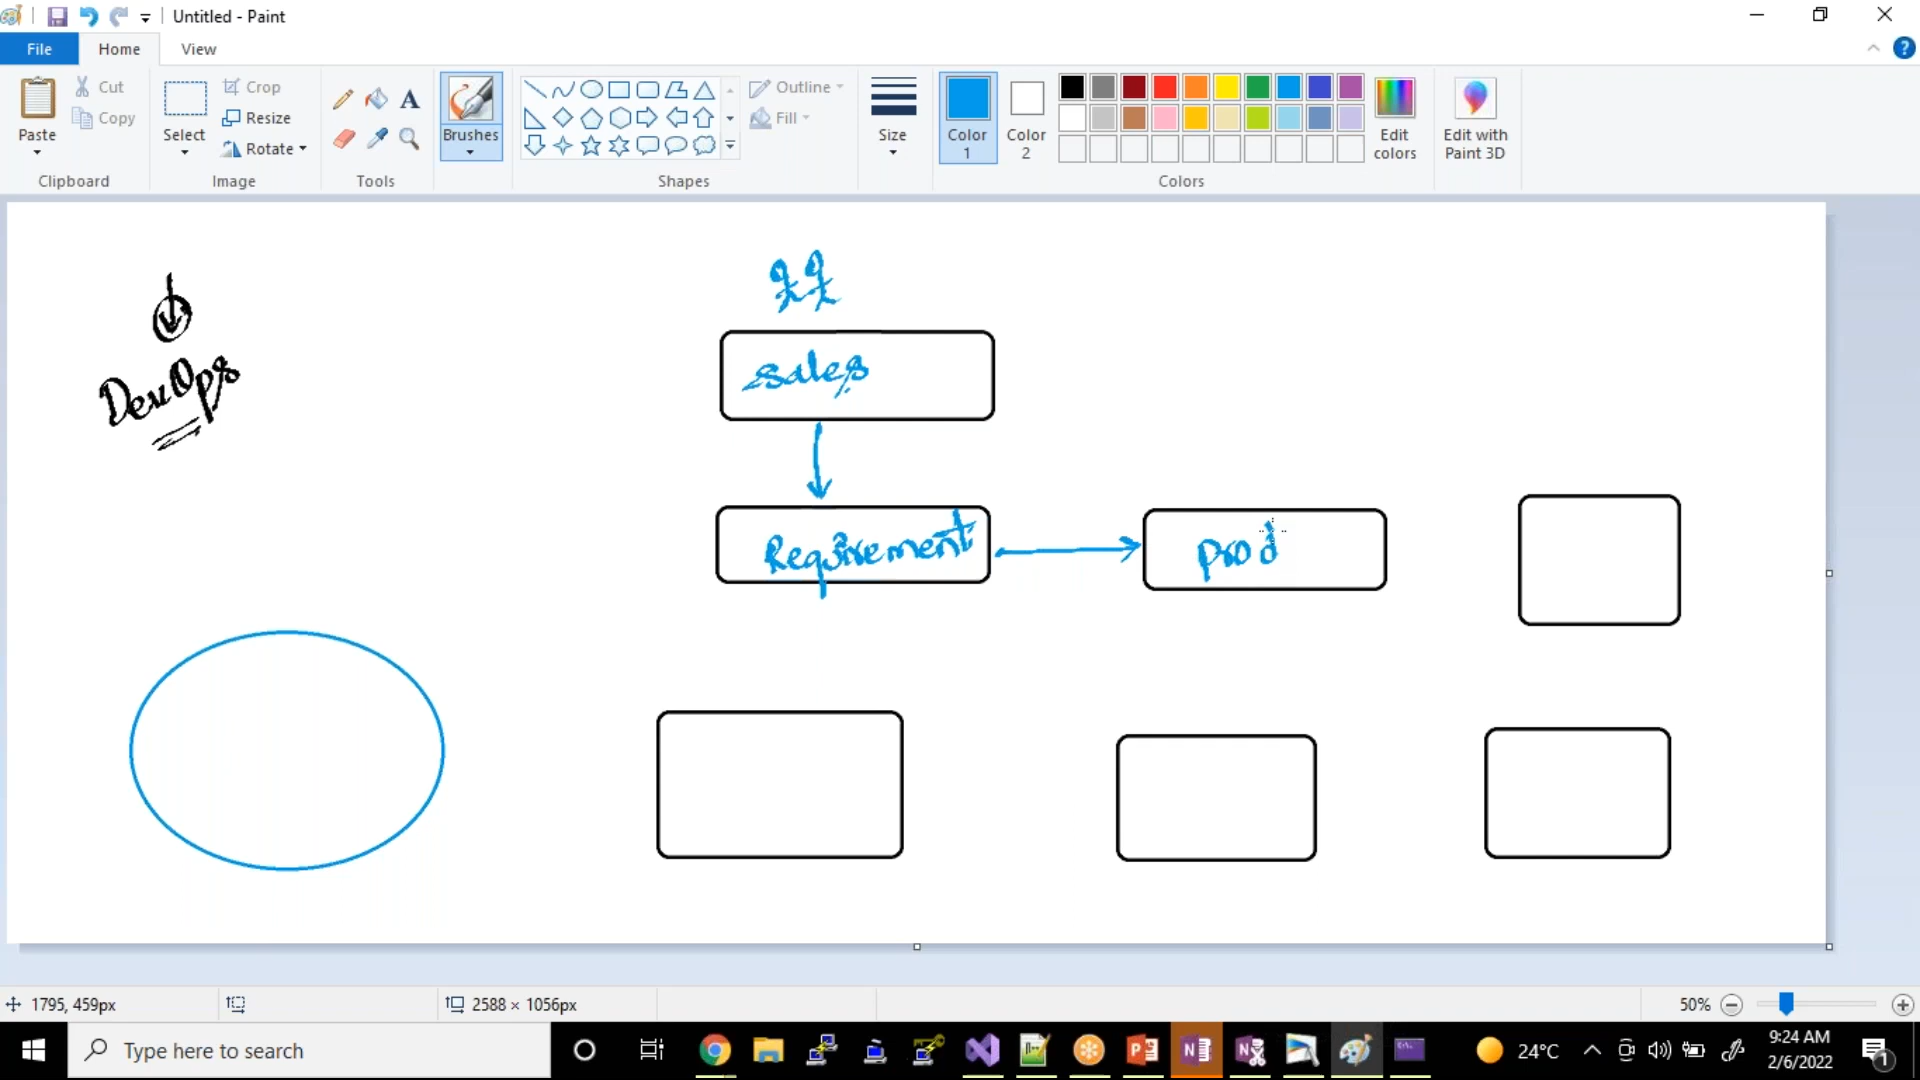 Untitled - Paint
File Home View
Paste
Cut
Copy
Clipboard
Select
Crop
Resize
Rotate
Image
A
Tools
Brushes
Outline
Fill
Shapes
Size
Color 1
Color 2
Edit colors
Colors
Edit with Paint 3D
DevOps
sales
Requirement
prod
1795, 459px
2588 × 1056px
50%
Type here to search
24°C
9:24 AM
2/6/2022
1